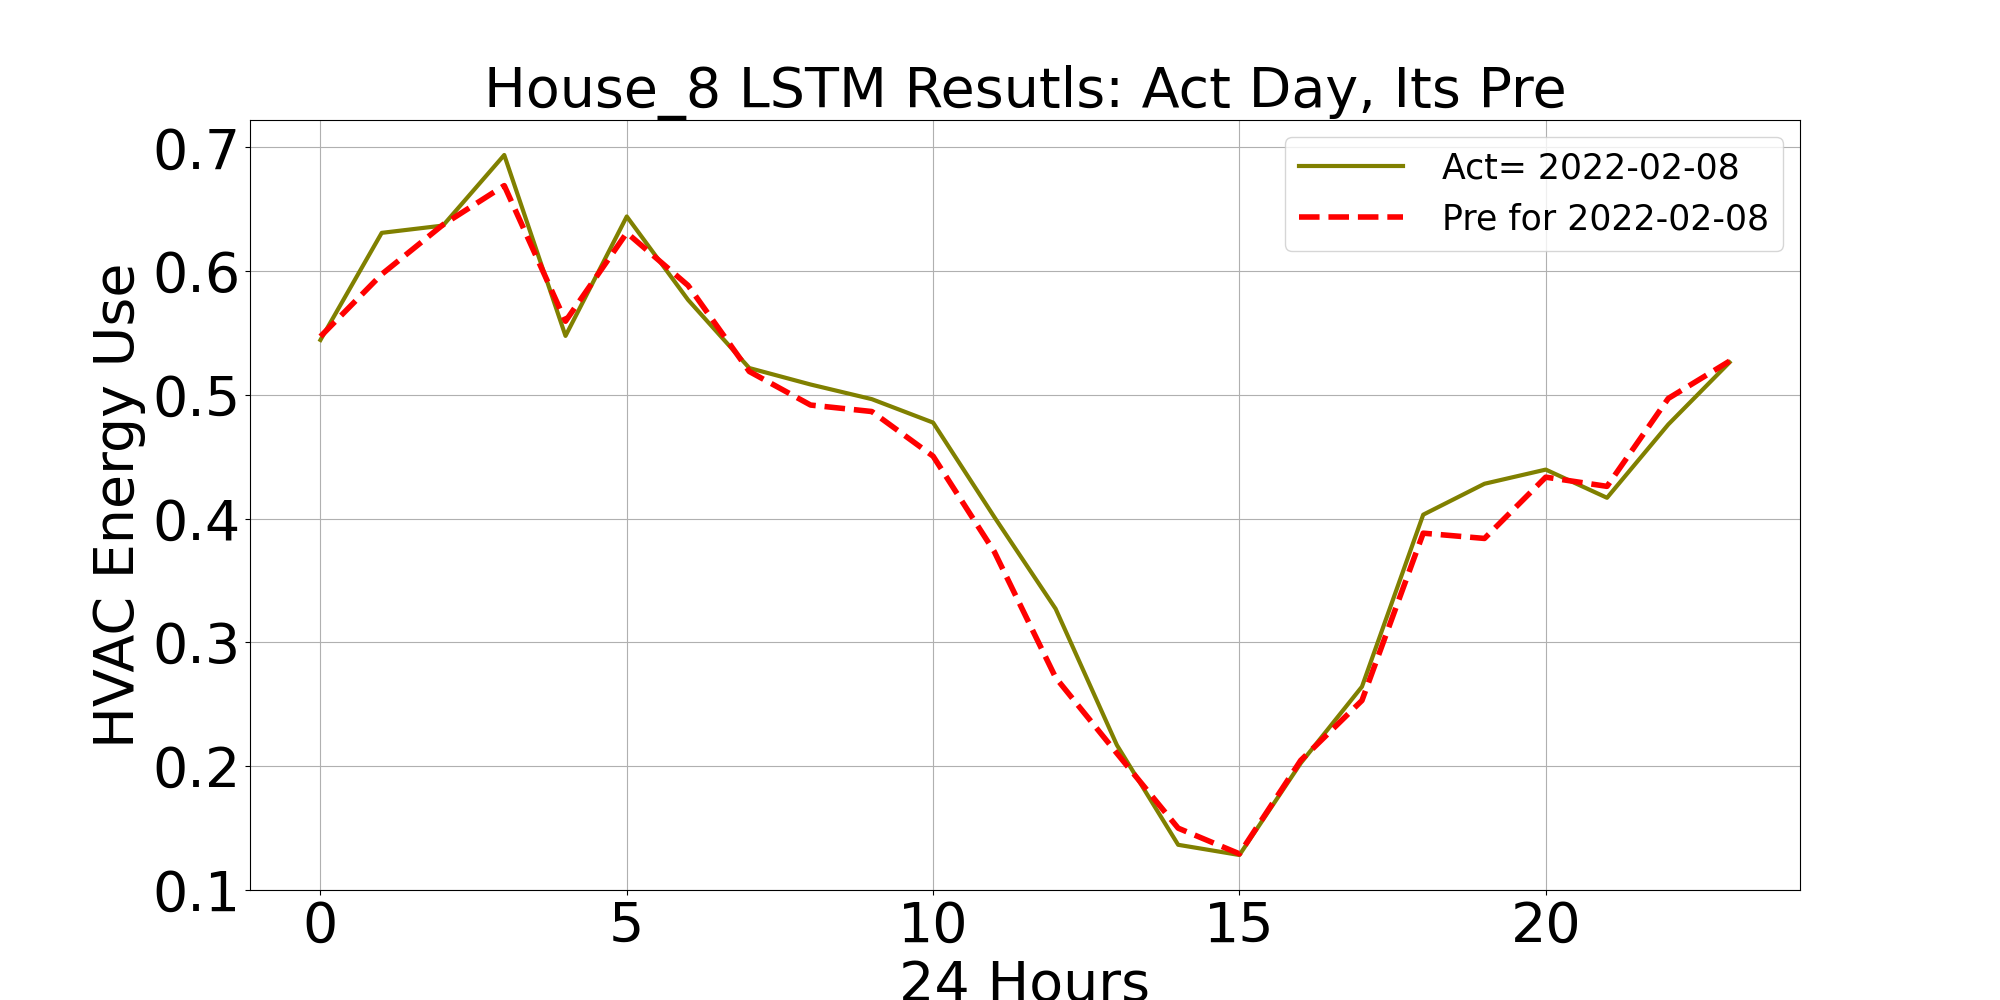 House_8 LSTM Resutls: Act Day, Its Pre
Act= 2022-02-08
Pre for 2022-02-08
HVAC Energy Use
0.7
0.6
0.5
0.4
0.3
0.2
0.1
0 5 10 15 20
24 Hours